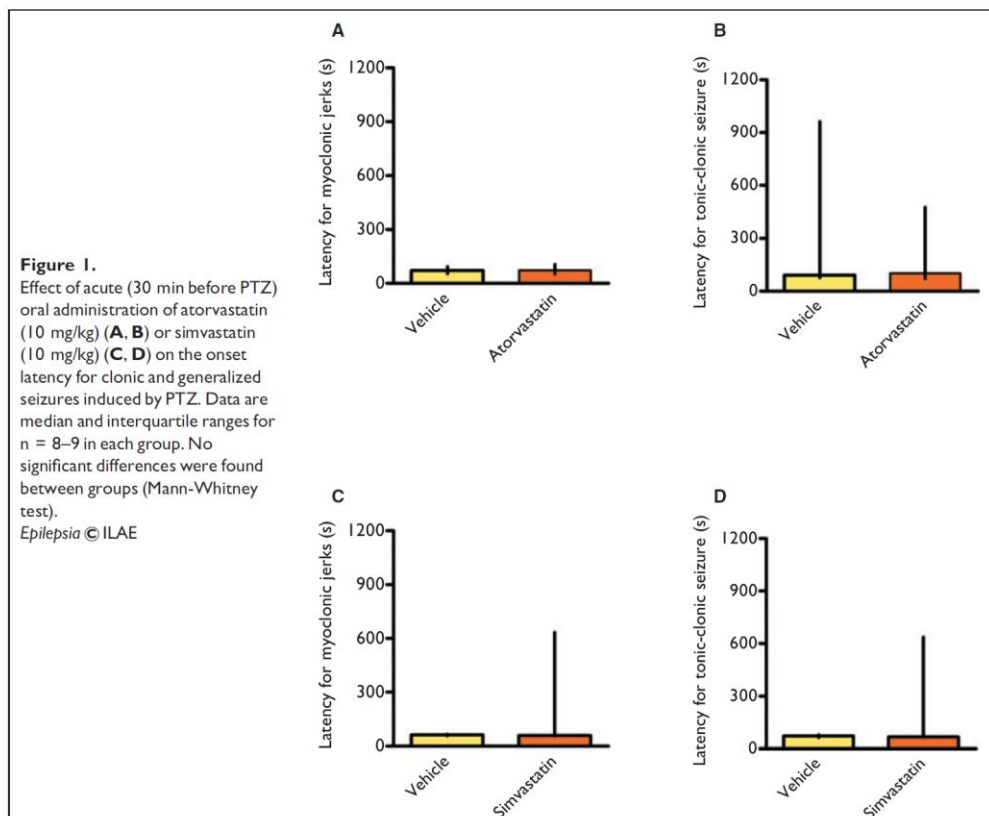 Figure 1.
Effect of acute (30 min before PTZ)
oral administration of atorvastatin
(10 mg/kg) (A, B) or simvastatin
(10 mg/kg) (C, D) on the onset
latency for clonic and generalized
seizures induced by PTZ. Data are
median and interquartile ranges for
n = 8–9 in each group. No
significant differences were found
between groups (Mann-Whitney
test).
Epilepsia © ILAE
A
Latency for myoclonic jerks (s)
1200
900
600
300
0
Vehicle
Atorvastatin
B
Latency for tonic-clonic seizure (s)
1200
900
600
300
0
Vehicle
Atorvastatin
C
Latency for myoclonic jerks (s)
1200
900
600
300
0
Vehicle
Simvastatin
D
Latency for tonic-clonic seizure (s)
1200
900
600
300
0
Vehicle
Simvastatin